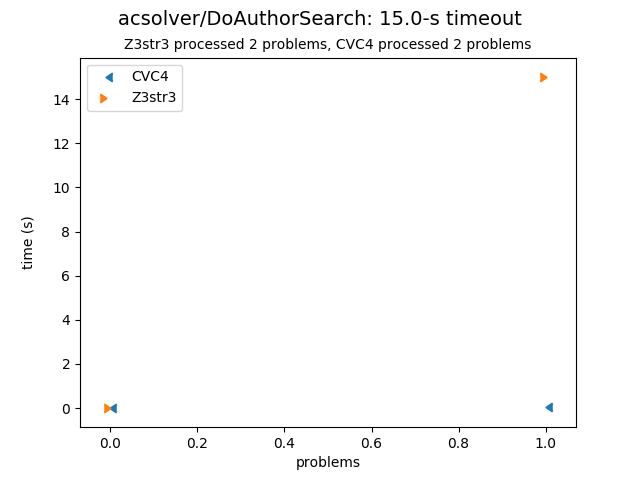 acsolver/DoAuthorSearch: 15.0-s timeout
Z3str3 processed 2 problems, CVC4 processed 2 problems
CVC4
Z3str3
14
12
10
8
6
4
2
0
time (s)
0.0 0.2 0.4 0.6 0.8 1.0
problems